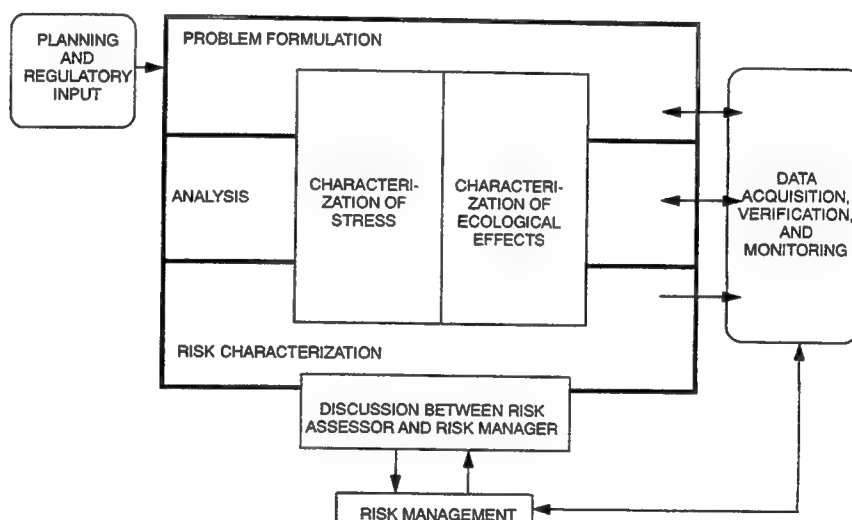 PLANNING
AND
REGULATORY
INPUT
PROBLEM FORMULATION
ANALYSIS
CHARACTERI-
ZATION OF
STRESS
CHARACTERI-
ZATION OF
ECOLOGICAL
EFFECTS
DATA
ACQUISITION,
VERIFICATION,
AND
MONITORING
RISK CHARACTERIZATION
DISCUSSION BETWEEN RISK
ASSESSOR AND RISK MANAGER
RISK MANAGEMENT